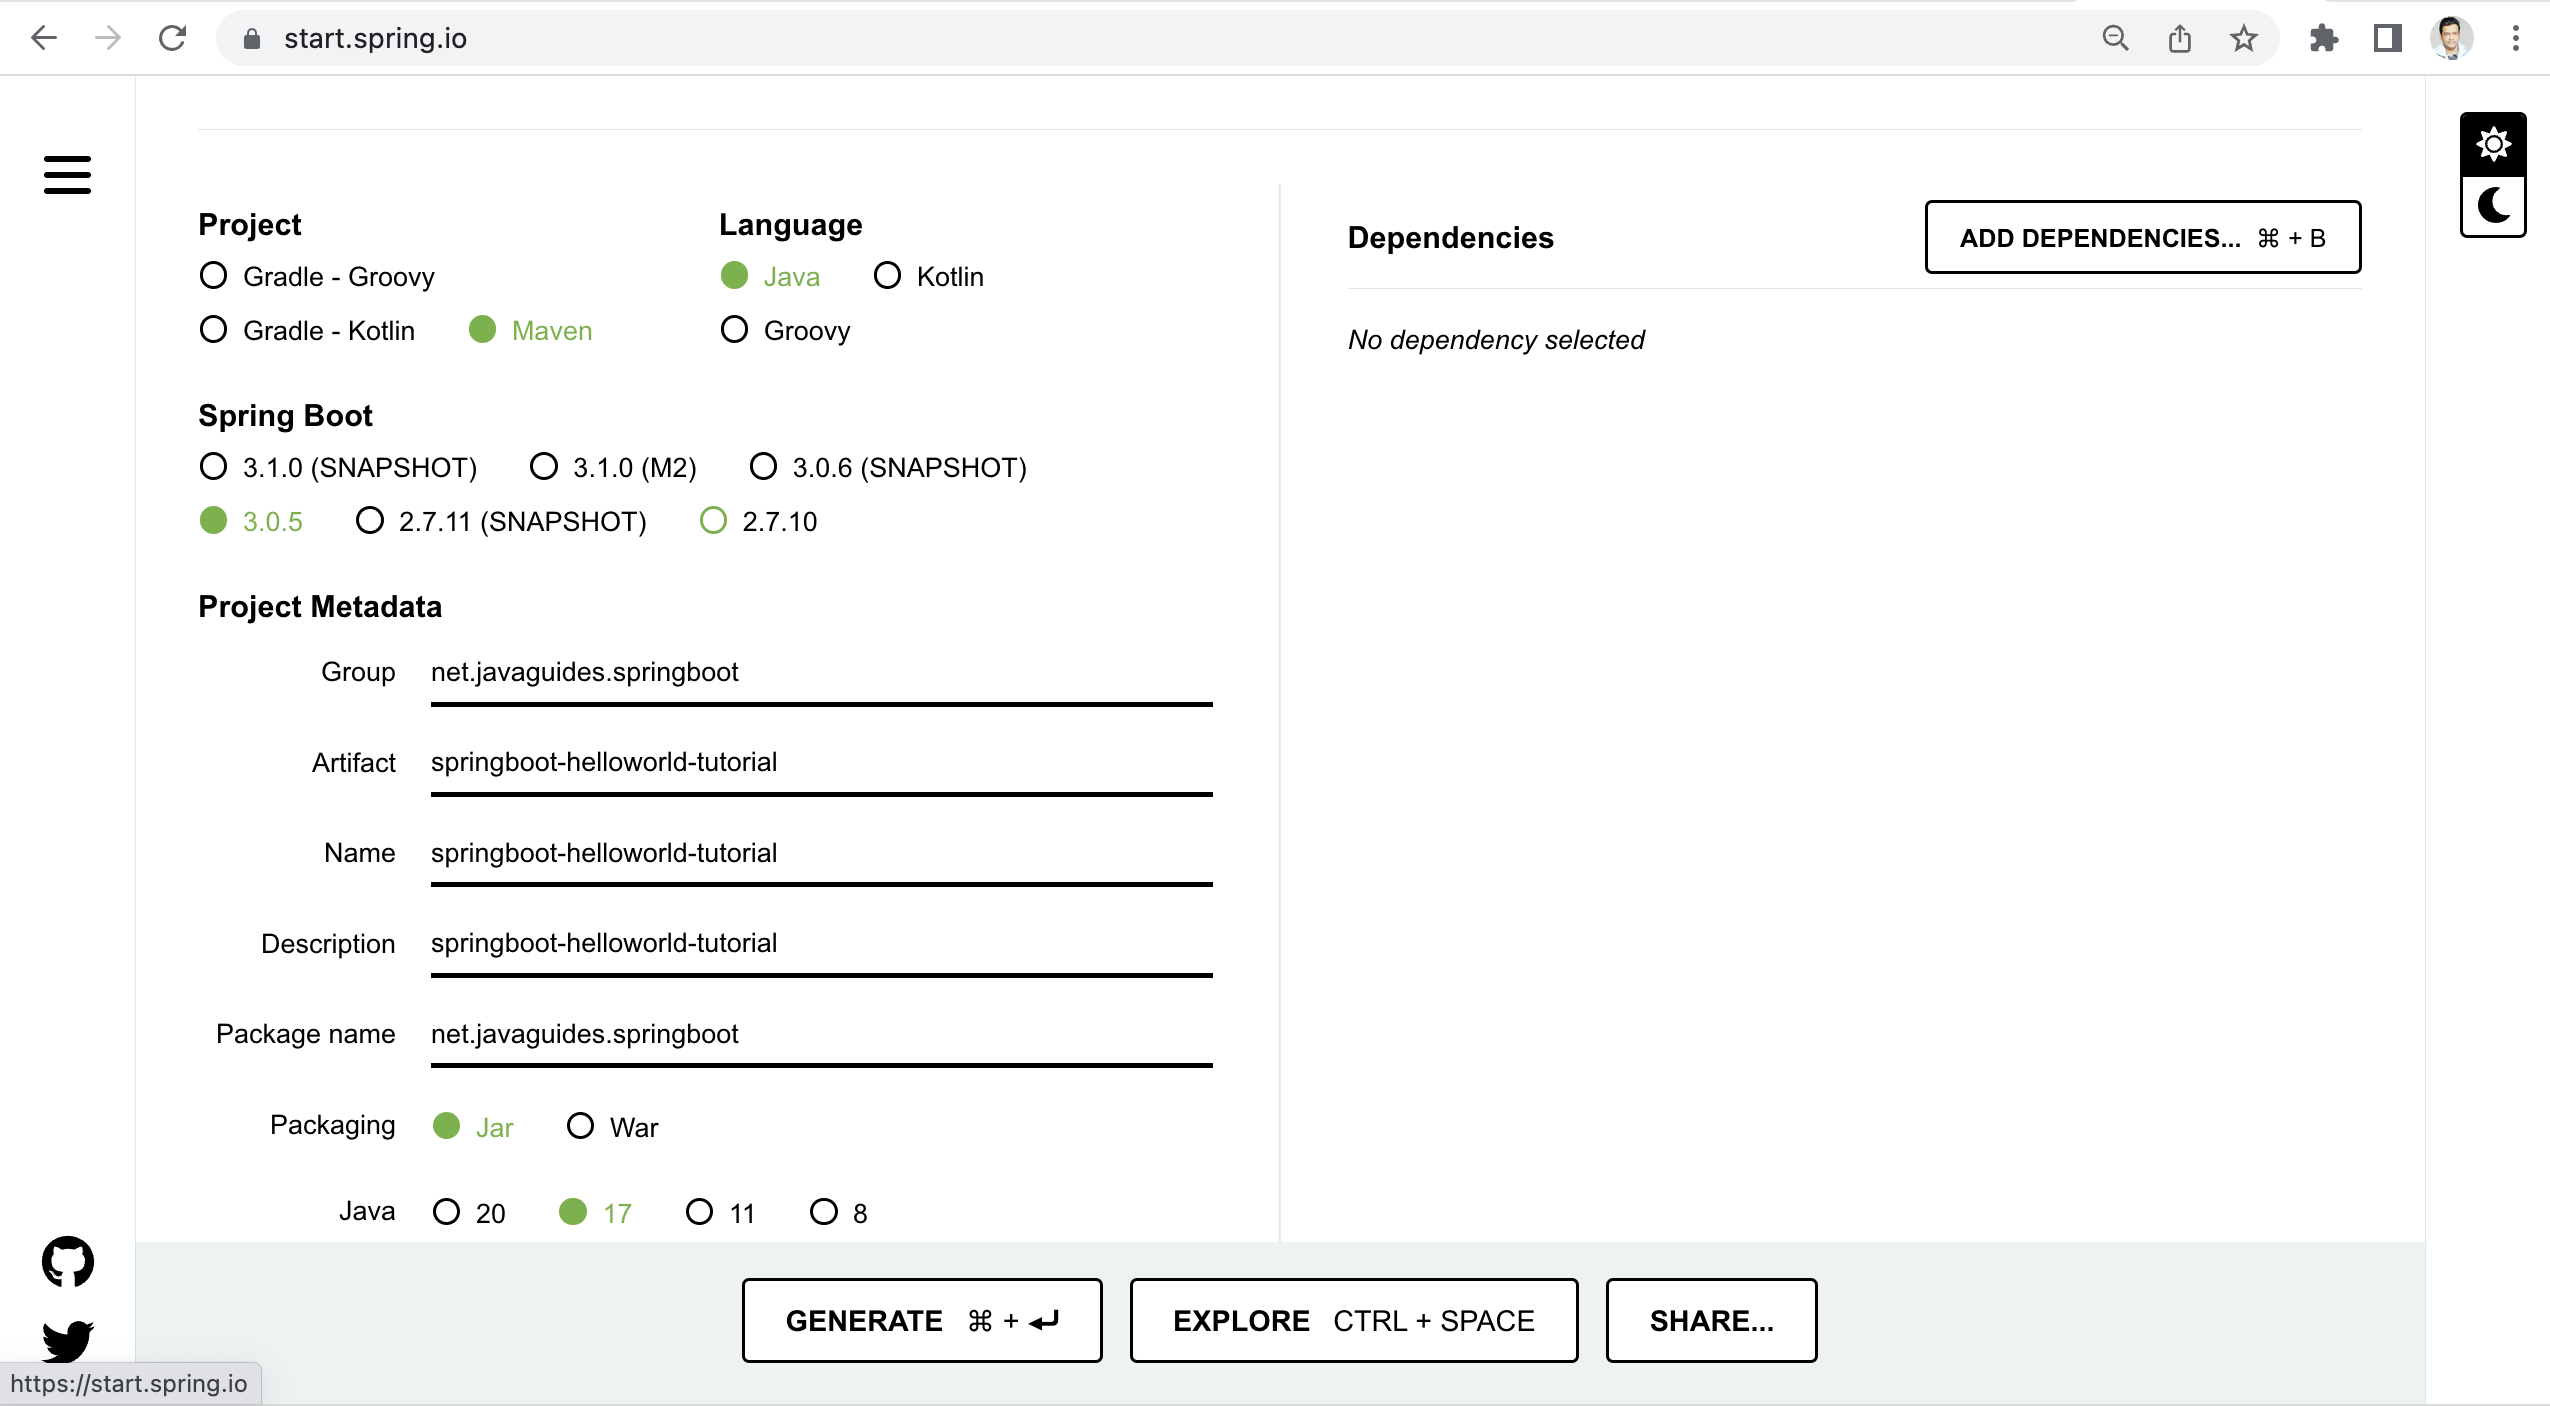 start.spring.io
Project
Gradle - Groovy
Gradle - Kotlin Maven
Language
Java Kotlin
Groovy
Spring Boot
3.1.0 (SNAPSHOT) 3.1.0 (M2) 3.0.6 (SNAPSHOT)
3.0.5 2.7.11 (SNAPSHOT) 2.7.10
Project Metadata
Group net.javaguides.springboot
Artifact springboot-helloworld-tutorial
Name springboot-helloworld-tutorial
Description springboot-helloworld-tutorial
Package name net.javaguides.springboot
Packaging Jar War
Java 20 17 11 8
Dependencies
ADD DEPENDENCIES... ⌘ + B
No dependency selected
GENERATE ⌘ + ↵
EXPLORE CTRL + SPACE
SHARE...
https://start.spring.io